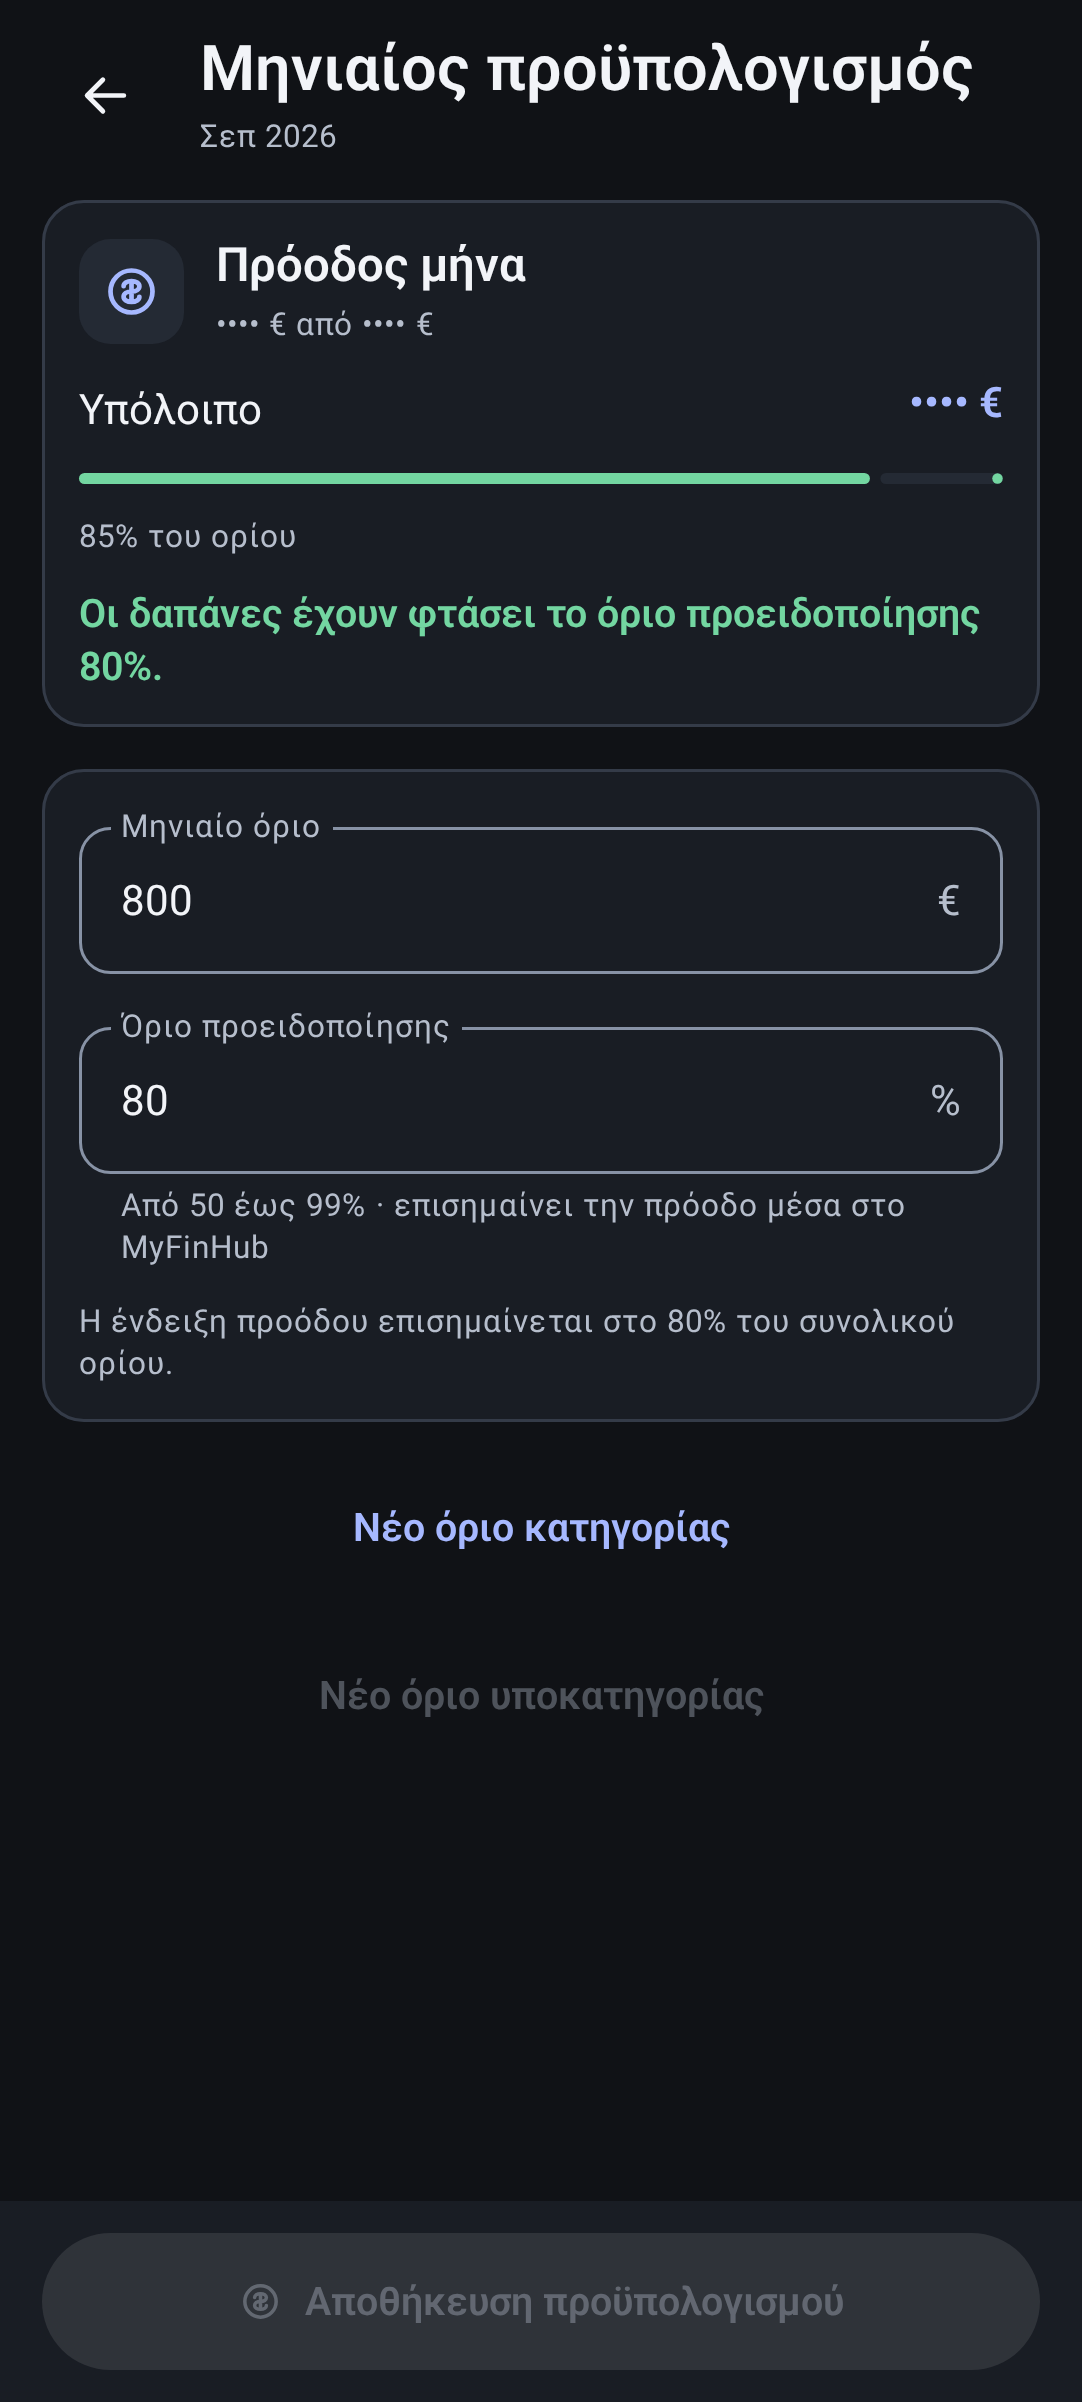 Μηνιαίος προϋπολογισμός
Σεπ 2026
Πρόοδος μήνα
•••• € από •••• €
Υπόλοιπο
•••• €
85% του ορίου
Οι δαπάνες έχουν φτάσει το όριο προειδοποίησης
80%.
Μηνιαίο όριο
800
€
Όριο προειδοποίησης
80
%
Από 50 έως 99% · επισημαίνει την πρόοδο μέσα στο
MyFinHub
Η ένδειξη προόδου επισημαίνεται στο 80% του συνολικού
ορίου.
Νέο όριο κατηγορίας
Νέο όριο υποκατηγορίας
Αποθήκευση προϋπολογισμού